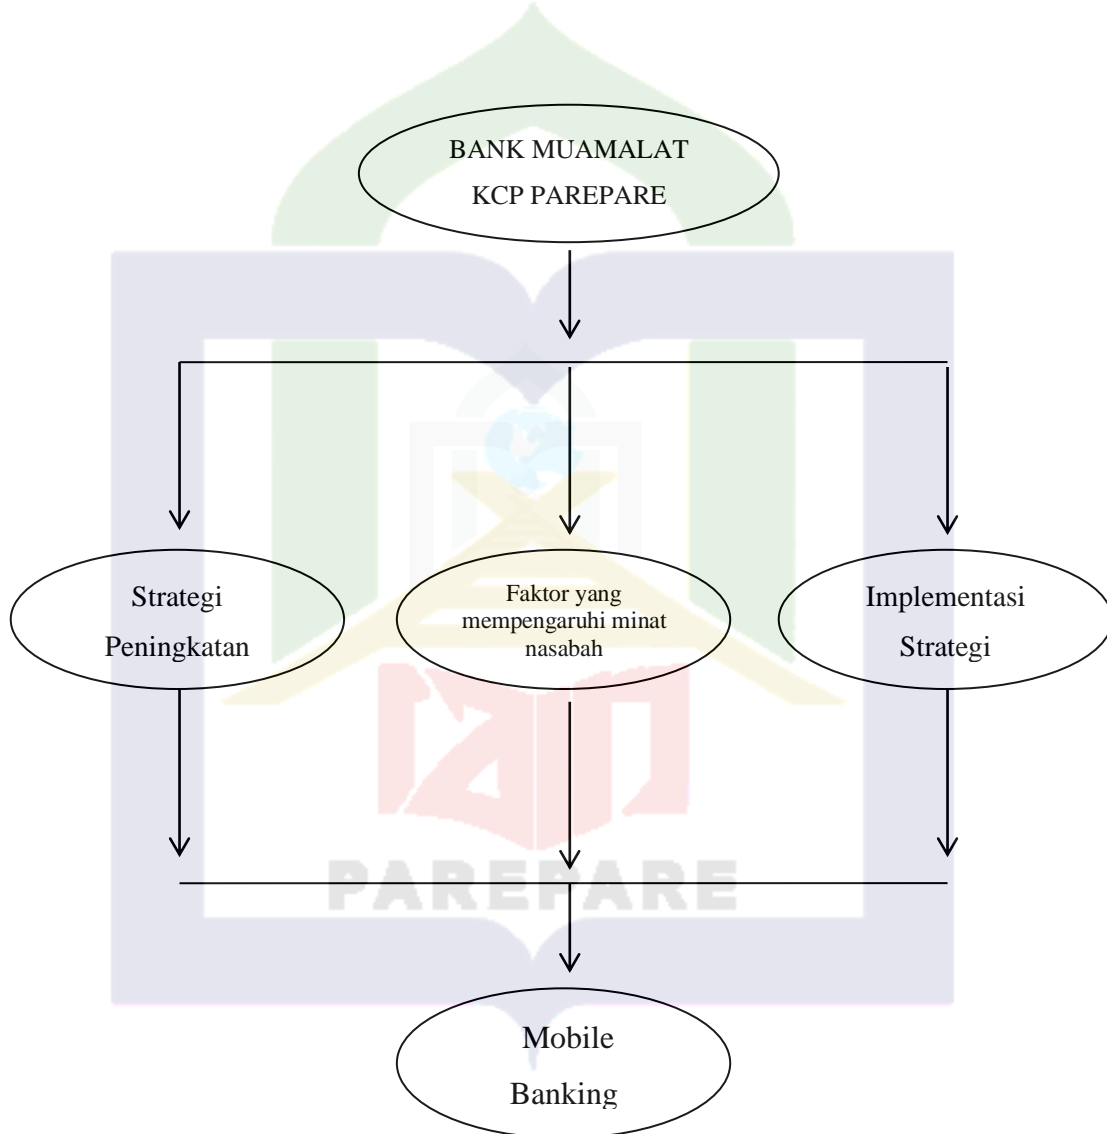 BANK MUAMALAT
KCP PAREPARE
Strategi
Peningkatan
Faktor yang
mempengaruhi minat
nasabah
Implementasi
Strategi
PAREPARE
Mobile
Banking